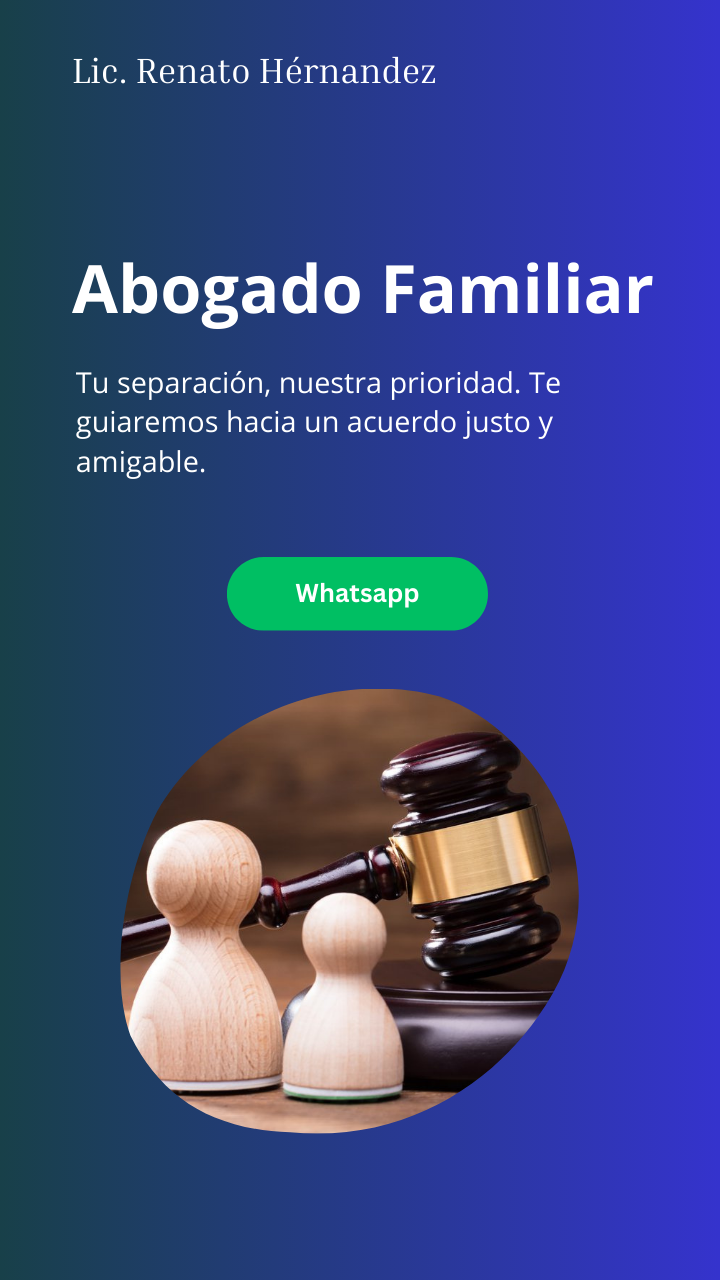 Lic. Renato Hérnandez
Abogado Familiar
Tu separación, nuestra prioridad. Te
guiaremos hacia un acuerdo justo y
amigable.
Whatsapp